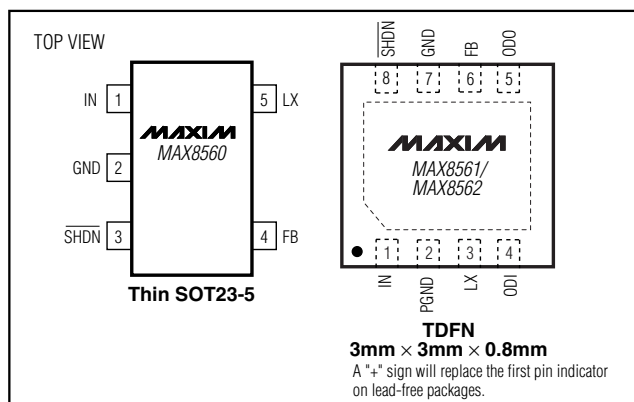 TOP VIEW
IN 1
5 LX
MAXIM
MAX8560
GND 2
SHDN 3
4 FB
Thin SOT23-5
SHDN GND FB ODO
8 7 6 5
MAXIM
MAX8561/
MAX8562
1 2 3 4
IN PGND LX ODI
TDFN
3mm × 3mm × 0.8mm
A "+" sign will replace the first pin indicator
on lead-free packages.